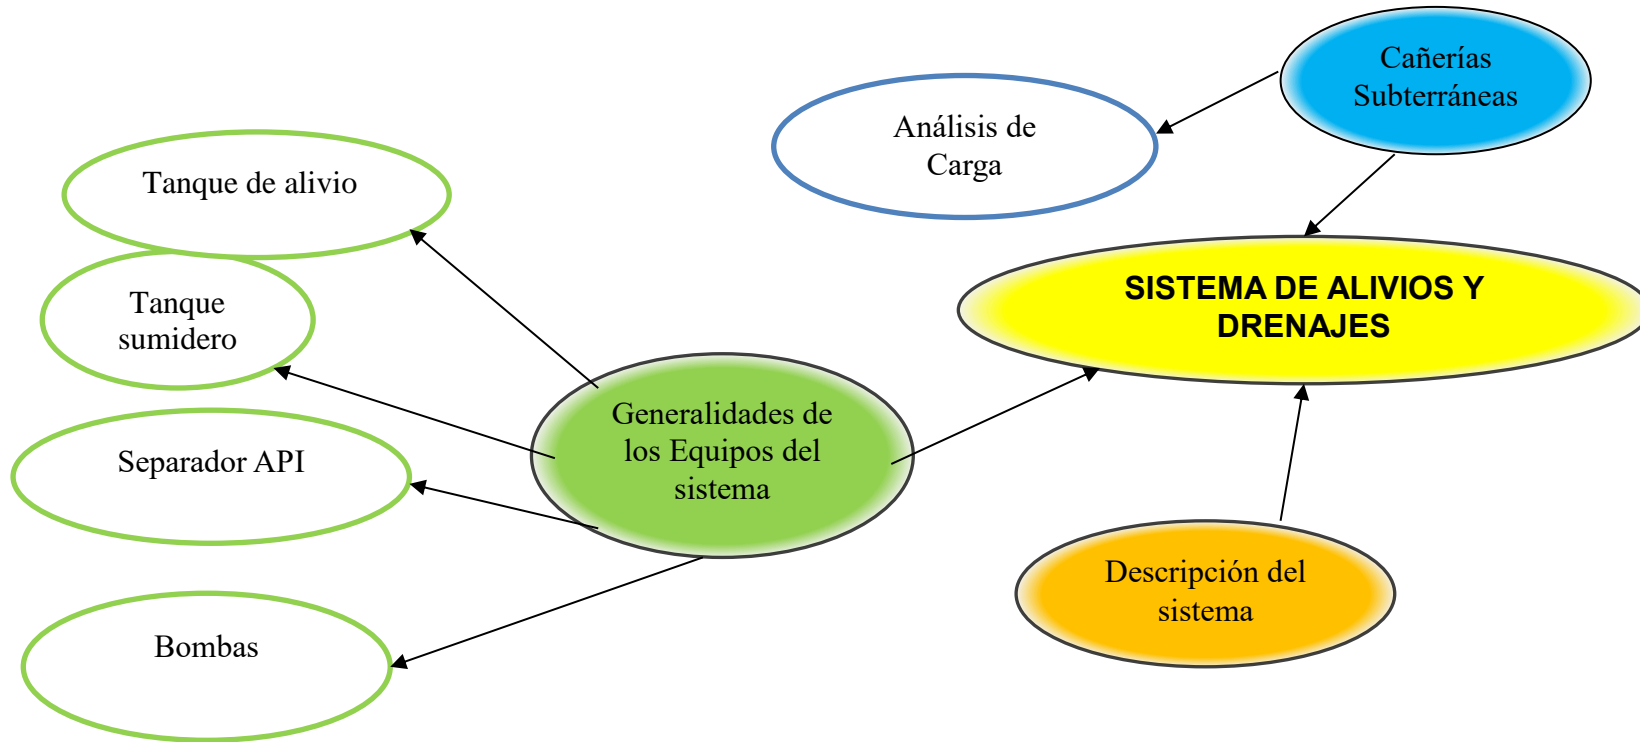 Cañerías
Subterráneas
Análisis de
Carga
Tanque de alivio
SISTEMA DE ALIVIOS Y
DRENAJES
Tanque
sumidero
Generalidades de
los Equipos del
sistema
Separador API
Descripción del
sistema
Bombas